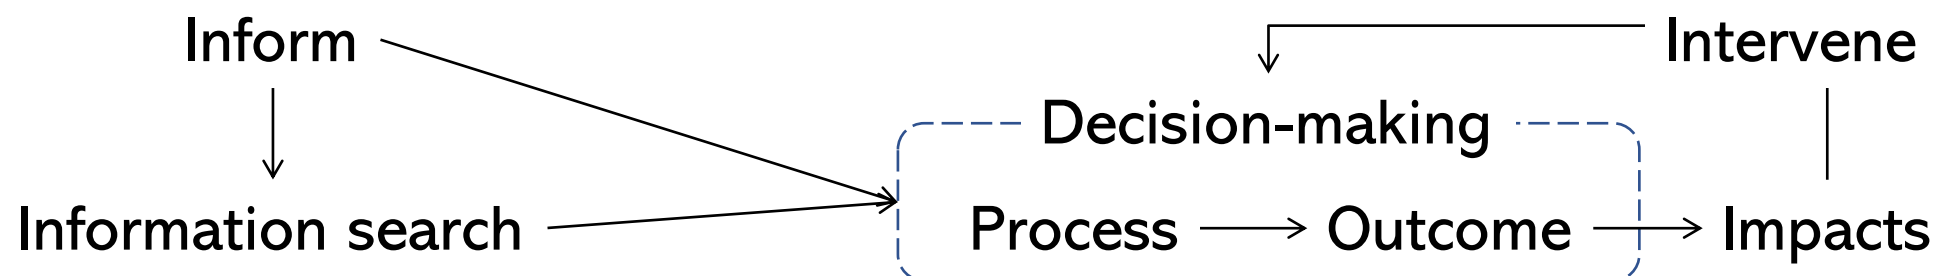 Inform
Intervene
Decision-making
Information search
Process
Outcome
Impacts